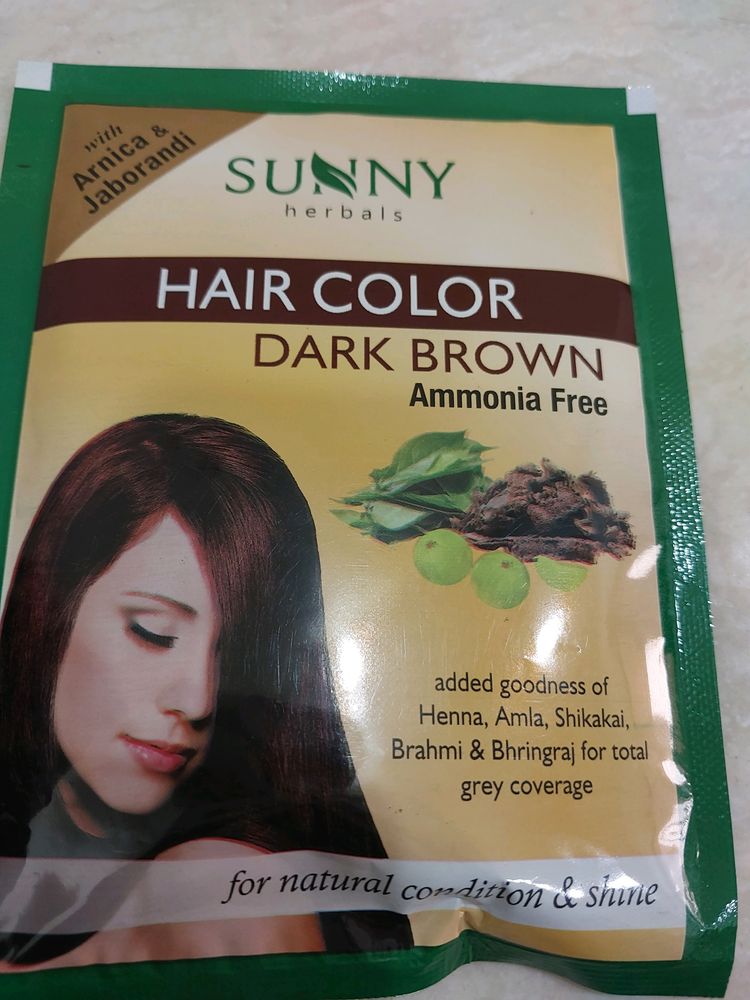 with
Arnica &
Jaborandi
SUNNY
herbals
HAIR COLOR
DARK BROWN
Ammonia Free
added goodness of
Henna, Amla, Shikakai,
Brahmi & Bhringraj for total
grey coverage
for natural condition & shine